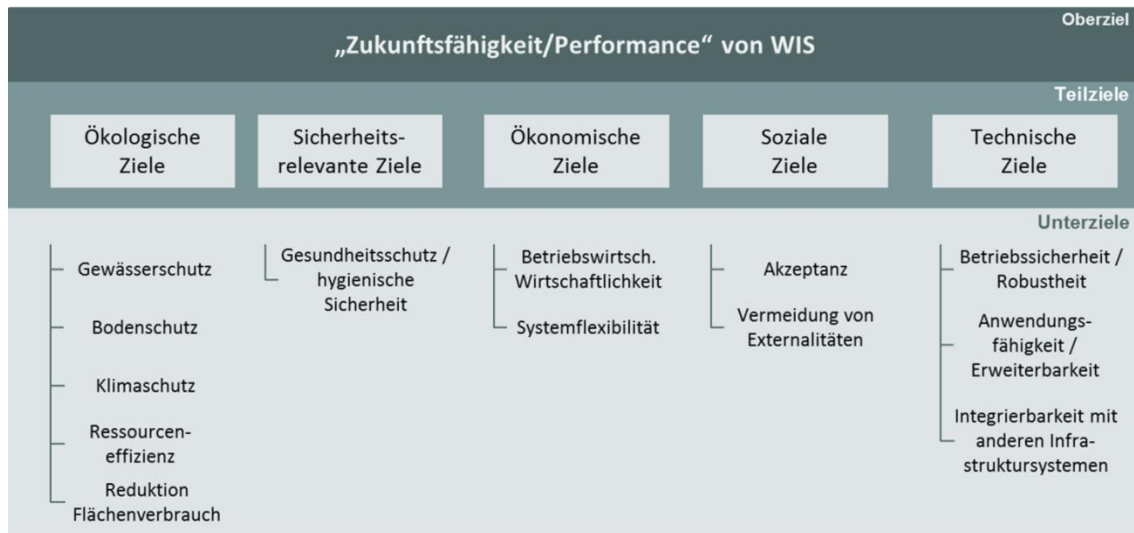 Oberziel
„Zukunftsfähigkeit/Performance“ von WIS
Teilziele
Ökologische
Ziele
Sicherheits-
relevante Ziele
Ökonomische
Ziele
Soziale
Ziele
Technische
Ziele
Unterziele
Gewässerschutz
Bodenschutz
Klimaschutz
Ressourcen-
effizienz
Reduktion
Flächenverbrauch
Gesundheitsschutz /
hygienische
Sicherheit
Betriebswirtsch.
Wirtschaftlichkeit
Systemflexibilität
Akzeptanz
Vermeidung von
Externalitäten
Betriebssicherheit /
Robustheit
Anwendungs-
fähigkeit /
Erweiterbarkeit
Integrierbarkeit mit
anderen Infra-
struktursystemen